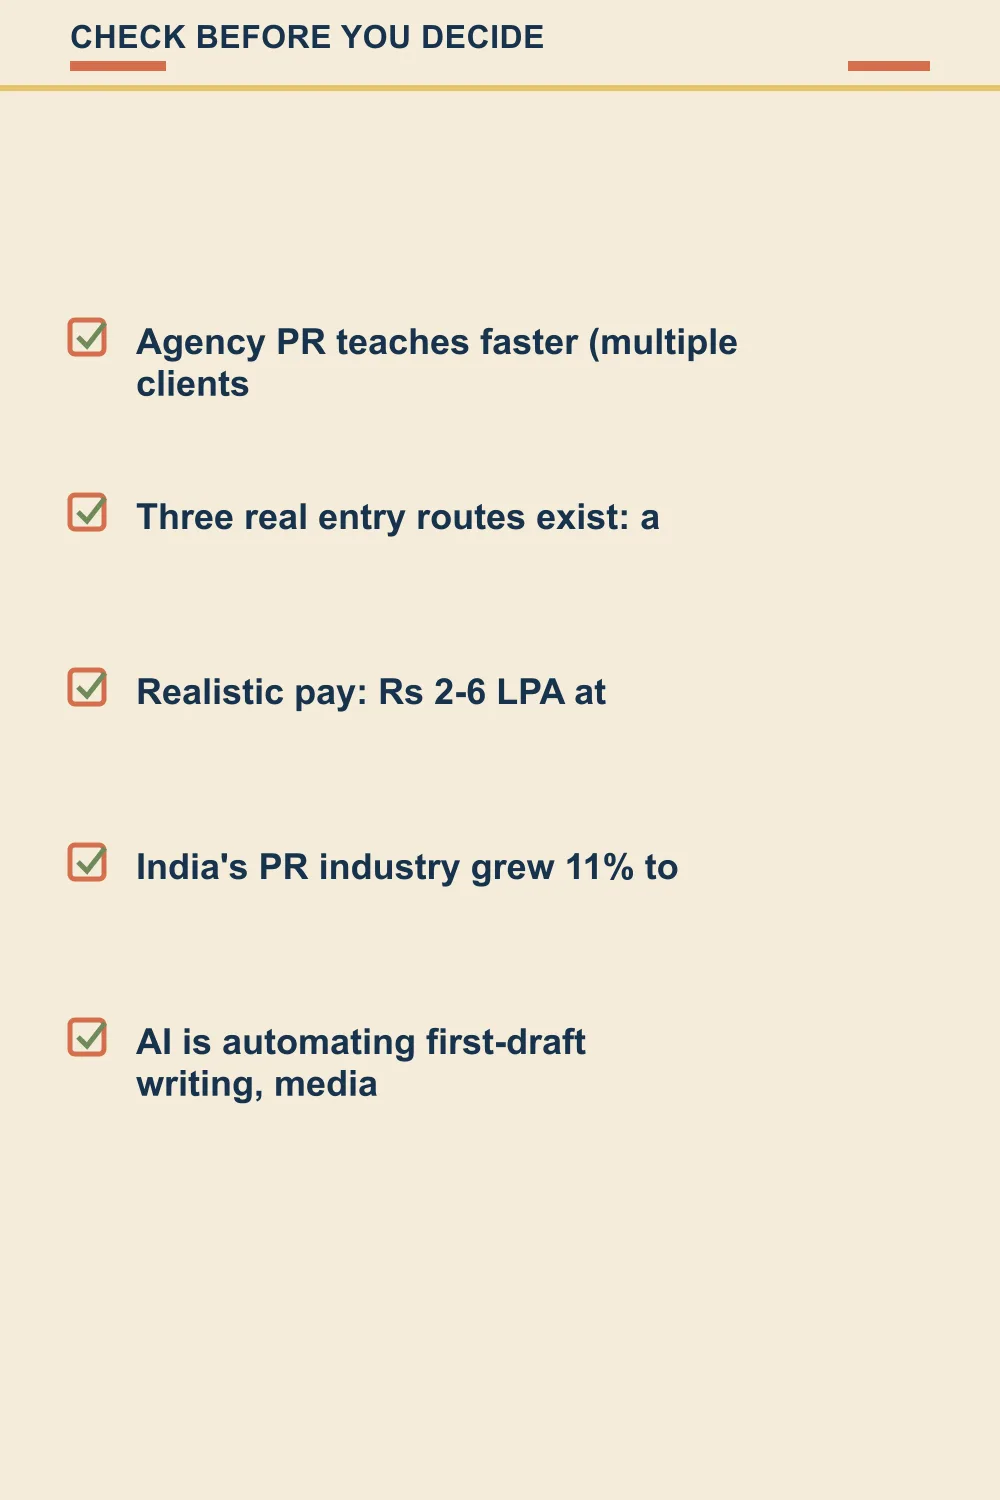 CHECK BEFORE YOU DECIDE
Agency PR teaches faster (multiple
clients
Three real entry routes exist: a
Realistic pay: Rs 2-6 LPA at
India's PR industry grew 11% to
AI is automating first-draft
writing, media